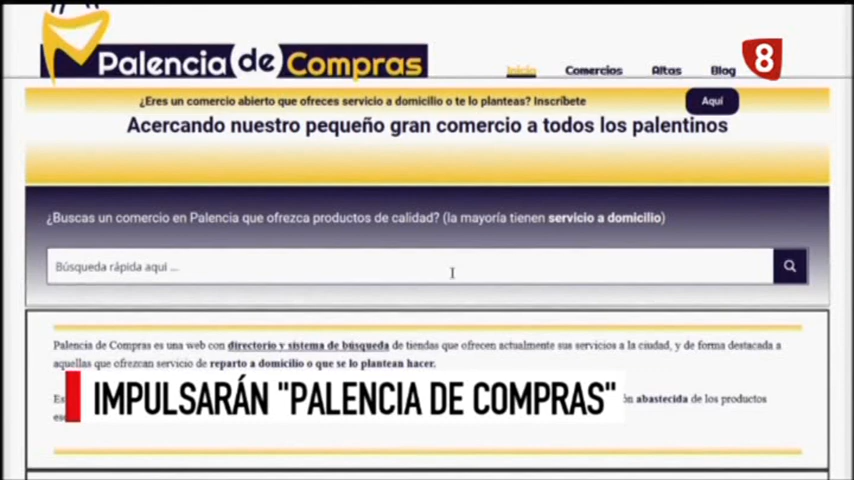 Palencia de Compras
Inicio Comercios Altas Blog
8
¿Eres un comercio abierto que ofreces servicio a domicilio o te lo planteas? Inscríbete Aquí
Acercando nuestro pequeño gran comercio a todos los palentinos
¿Buscas un comercio en Palencia que ofrezca productos de calidad? (la mayoría tienen servicio a domicilio)
Búsqueda rápida aquí ...
Palencia de Compras es una web con directorio y sistema de búsqueda de tiendas que ofrecen actualmente sus servicios a la ciudad, y de forma destacada a
aquellas que ofrezcan servicio de reparto a domicilio o que se lo plantean hacer.
abastecida de los productos
IMPULSARÁN "PALENCIA DE COMPRAS"